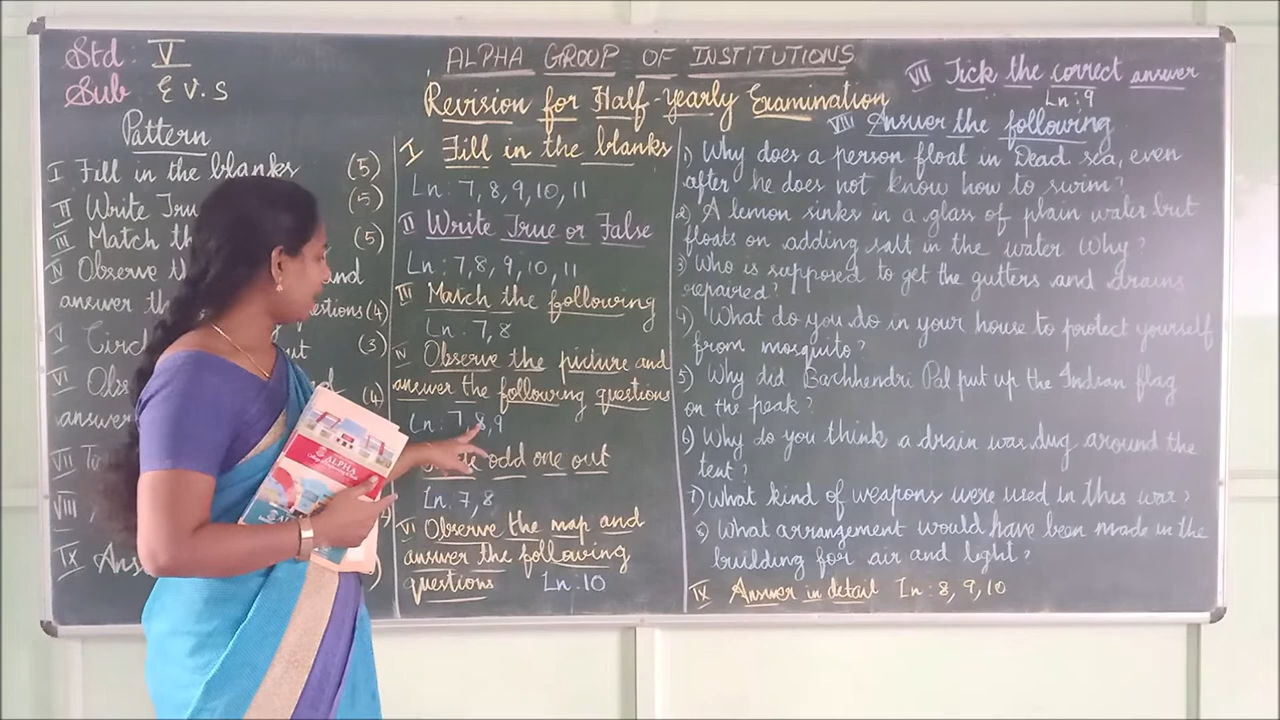 Std: V
Sub E V.S
ALPHA GROUP OF INSTITUTIONS
Revision for Half-yearly Examination
Pattern
I Fill in the blanks (5)
II Write Tru (5)
III Match th (5)
IV Observe th and
answer th estions (4)
V Circ out (3)
VI Obs
answer (4)
VII T
VIII
IX Ans
I Fill in the blanks
Ln: 7, 8, 9, 10, 11
II Write True or False
Ln: 7, 8, 9, 10, 11
III Match the following
Ln: 7, 8
IV Observe the picture and
answer the following questions
Ln: 7, 8, 9
odd one out
Ln: 7, 8
VI Observe the map and
answer the following
questions Ln: 10
VII Tick the correct answer
Ln: 9
VIII Answer the following
1) Why does a person float in Dead sea, even
after he does not know how to swim?
2) A lemon sinks in a glass of plain water but
floats on adding salt in the water Why?
3) Who is supposed to get the gutters and drains
repaired?
4) What do you do in your house to protect yourself
from mosquito?
5) Why did Bachhendri Pal put up the Indian flag
on the peak?
6) Why do you think a drain was dug around the
tent?
7) What kind of weapons were used in this war?
8) What arrangement would have been made in the
building for air and light?
IX Answer in detail Ln: 8, 9, 10
ALPHA